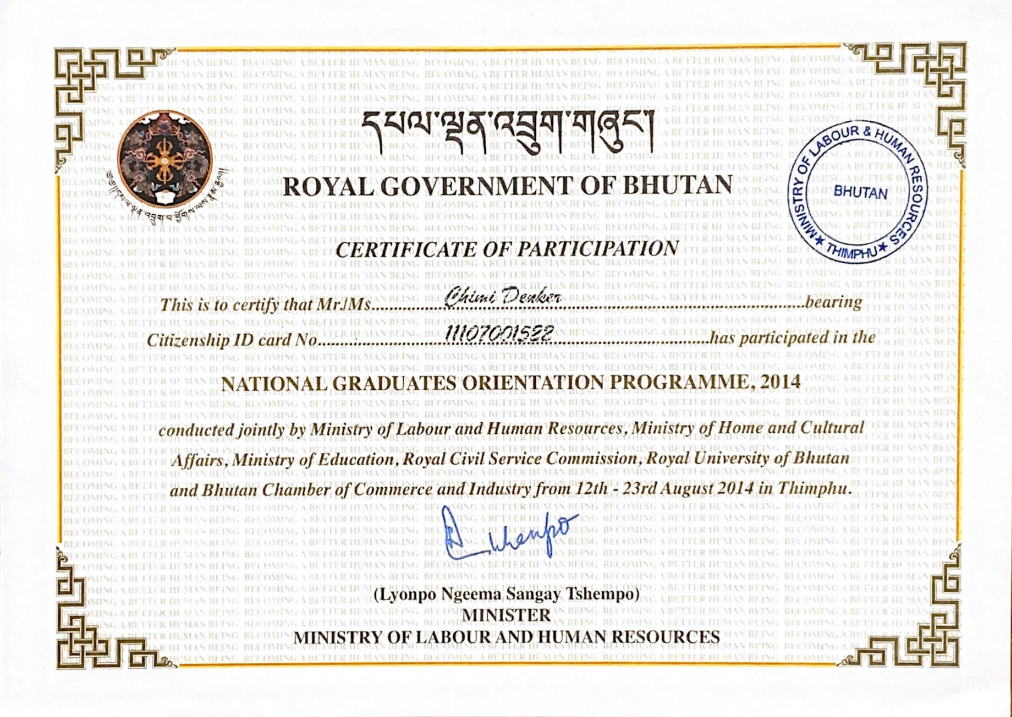 དཔལ་ལྡན་འབྲུག་གཞུང་།
ROYAL GOVERNMENT OF BHUTAN
MINISTRY OF LABOUR & HUMAN RESOURCES
BHUTAN
★ THIMPHU ★
CERTIFICATE OF PARTICIPATION
This is to certify that Mr./Ms. Chimi Denker bearing
Citizenship ID card No. 11107001522 has participated in the
NATIONAL GRADUATES ORIENTATION PROGRAMME, 2014
conducted jointly by Ministry of Labour and Human Resources, Ministry of Home and Cultural
Affairs, Ministry of Education, Royal Civil Service Commission, Royal University of Bhutan
and Bhutan Chamber of Commerce and Industry from 12th - 23rd August 2014 in Thimphu.
(Lyonpo Ngeema Sangay Tshempo)
MINISTER
MINISTRY OF LABOUR AND HUMAN RESOURCES
BECOMING A BETTER HUMAN BEING